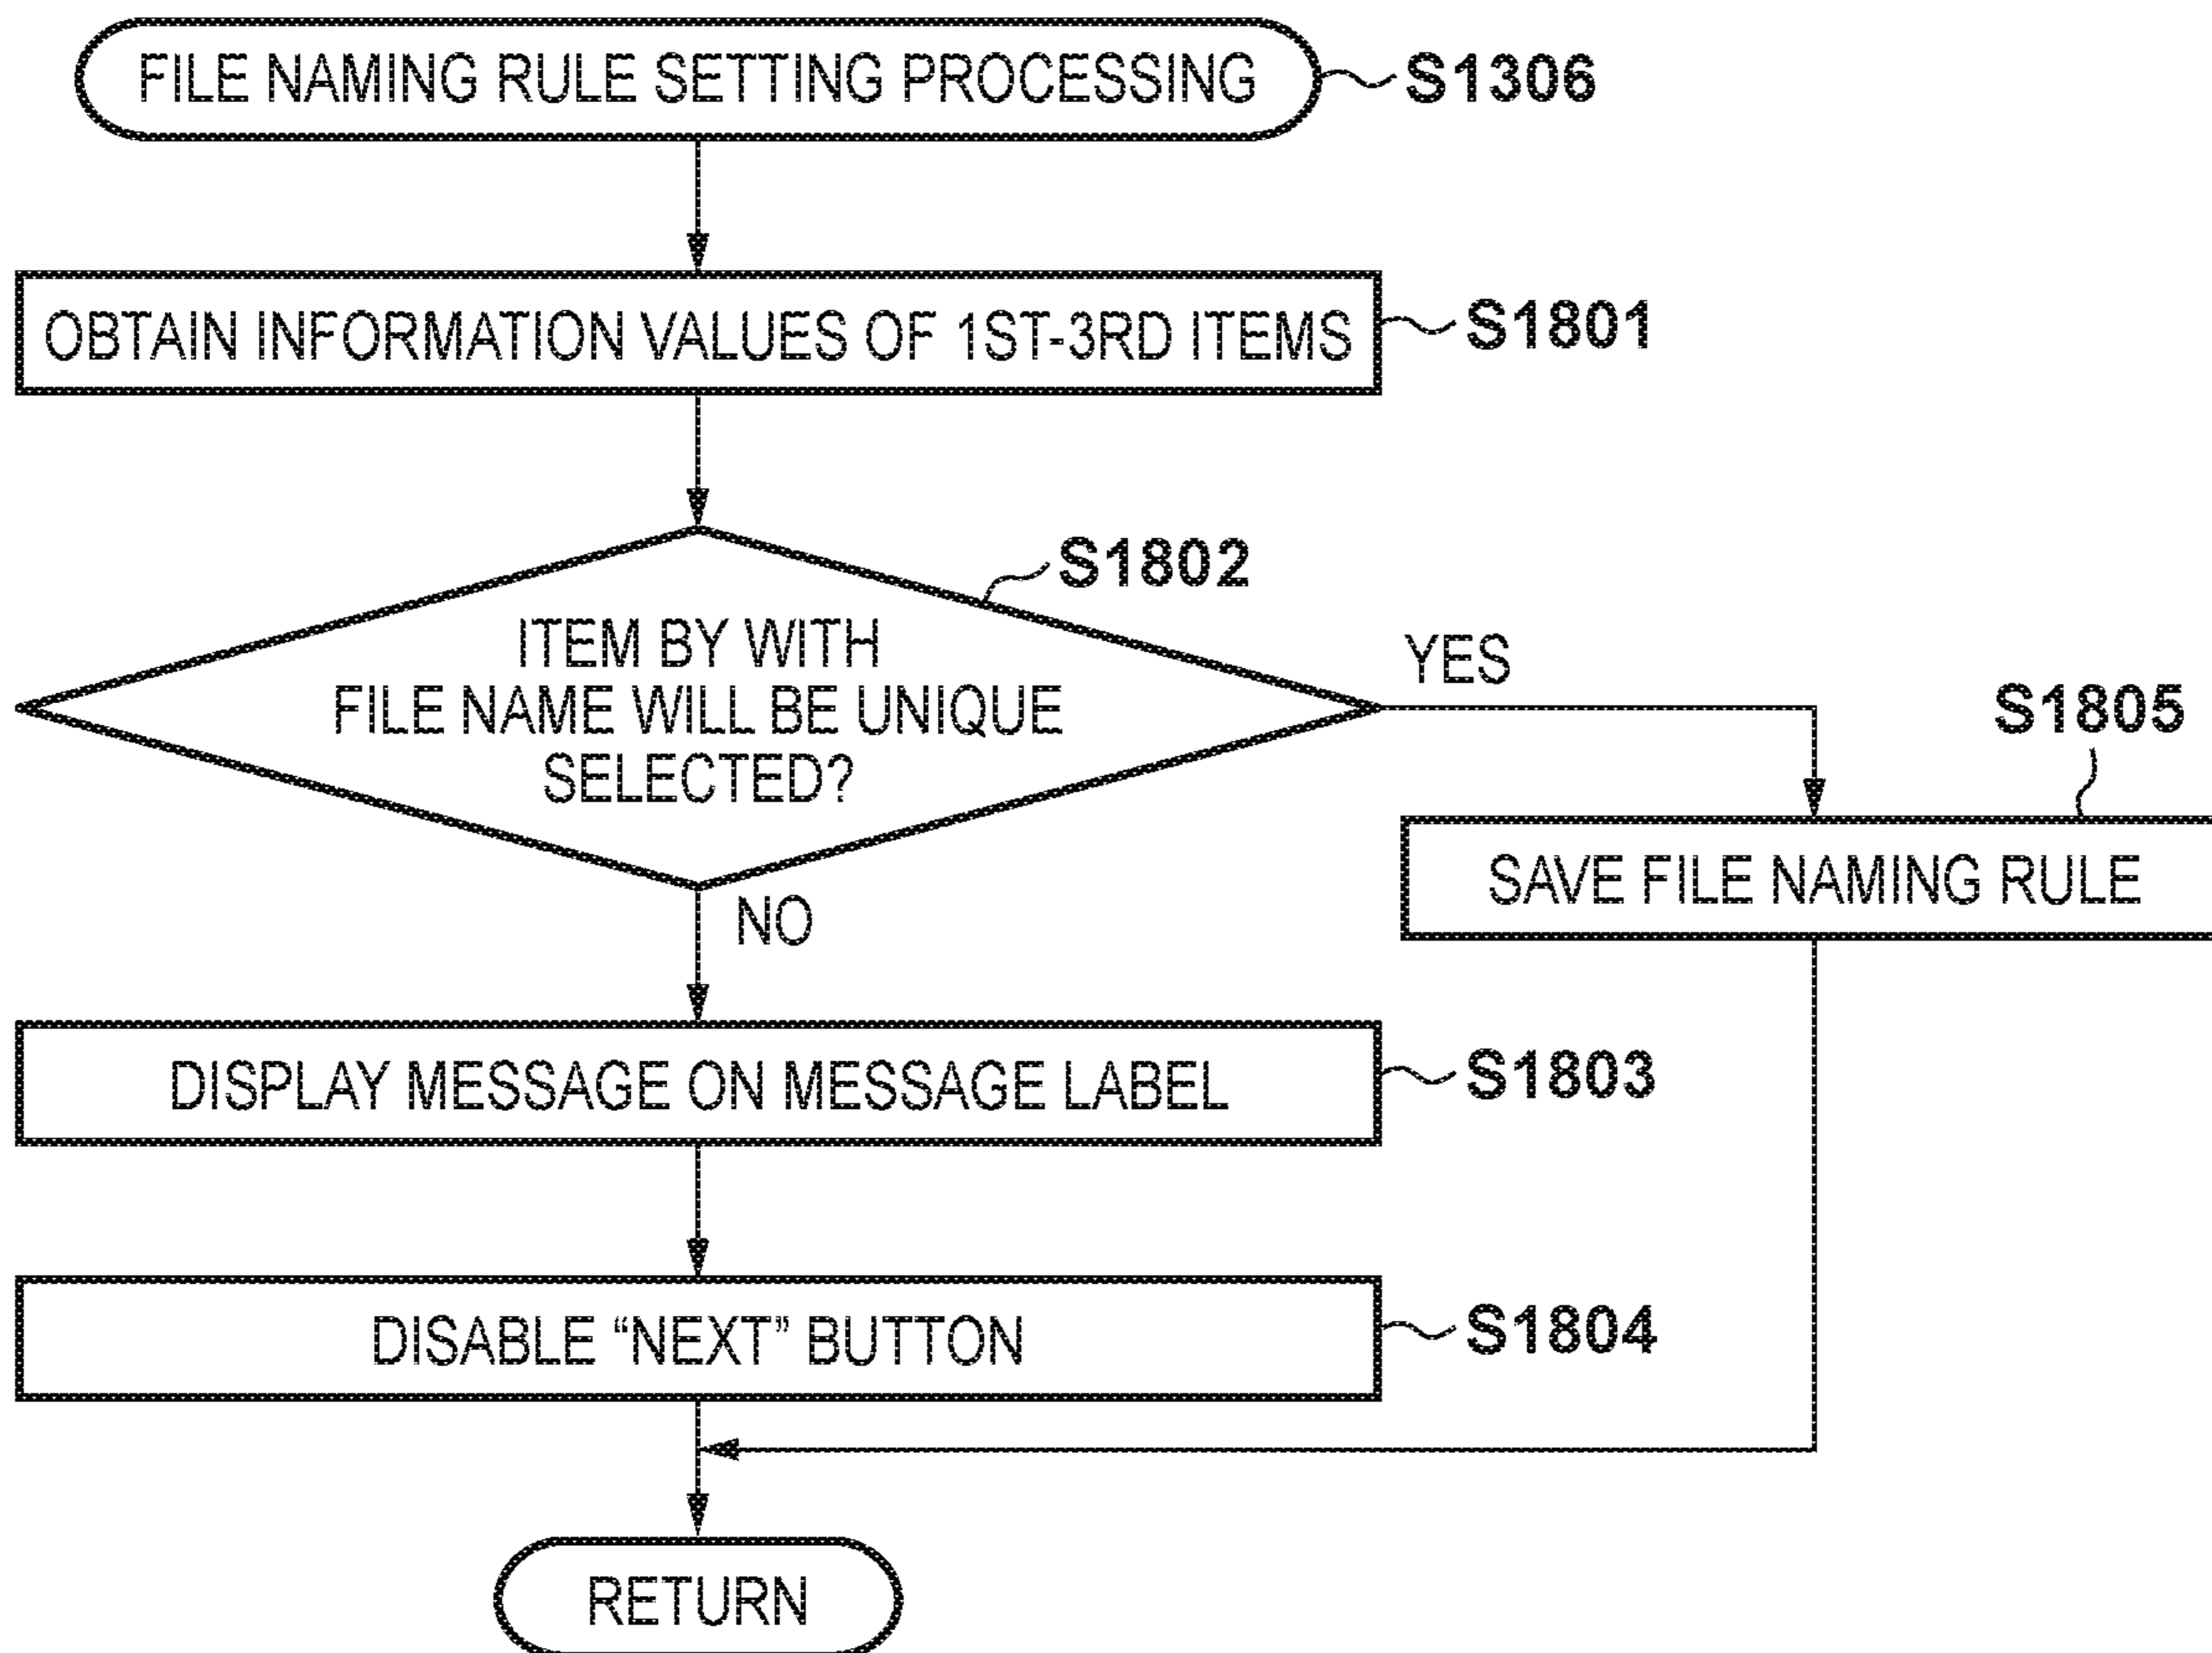 FILE NAMING RULE SETTING PROCESSING
S1306
OBTAIN INFORMATION VALUES OF 1ST-3RD ITEMS
S1801
S1802
ITEM BY WITH
FILE NAME WILL BE UNIQUE
SELECTED?
YES
S1805
SAVE FILE NAMING RULE
NO
DISPLAY MESSAGE ON MESSAGE LABEL
S1803
DISABLE “NEXT” BUTTON
S1804
RETURN